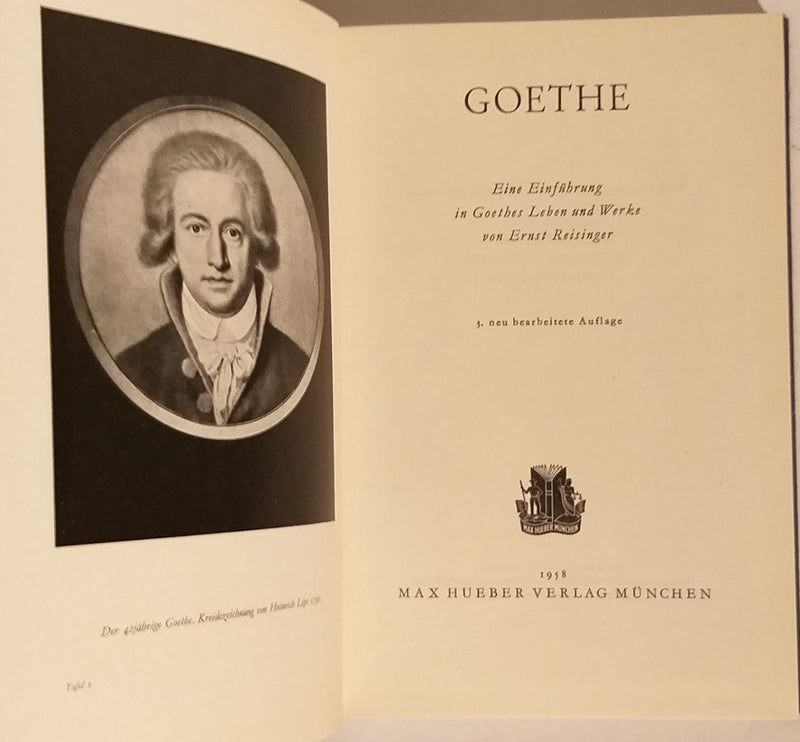 Der 42jährige Goethe. Kreidezeichnung von Heinrich Lips 1791
Tafel 1
GOETHE
Eine Einführung
in Goethes Leben und Werke
von Ernst Reisinger
3. neu bearbeitete Auflage
MAX HUEBER MÜNCHEN
1958
MAX HUEBER VERLAG MÜNCHEN